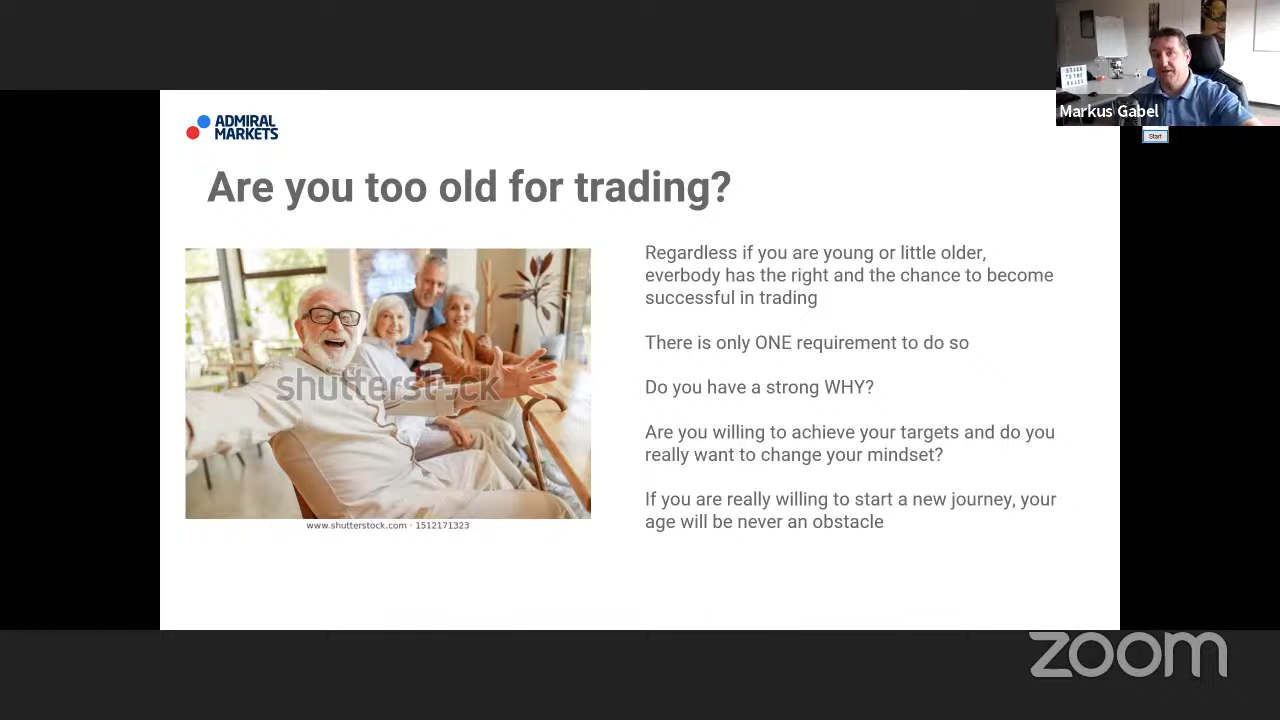 ADMIRAL
MARKETS
Markus Gabel
Start
Are you too old for trading?
Regardless if you are young or little older,
everbody has the right and the chance to become
successful in trading
There is only ONE requirement to do so
Do you have a strong WHY?
Are you willing to achieve your targets and do you
really want to change your mindset?
If you are really willing to start a new journey, your
age will be never an obstacle
shutterstock
www.shutterstock.com · 1512171323
zoom